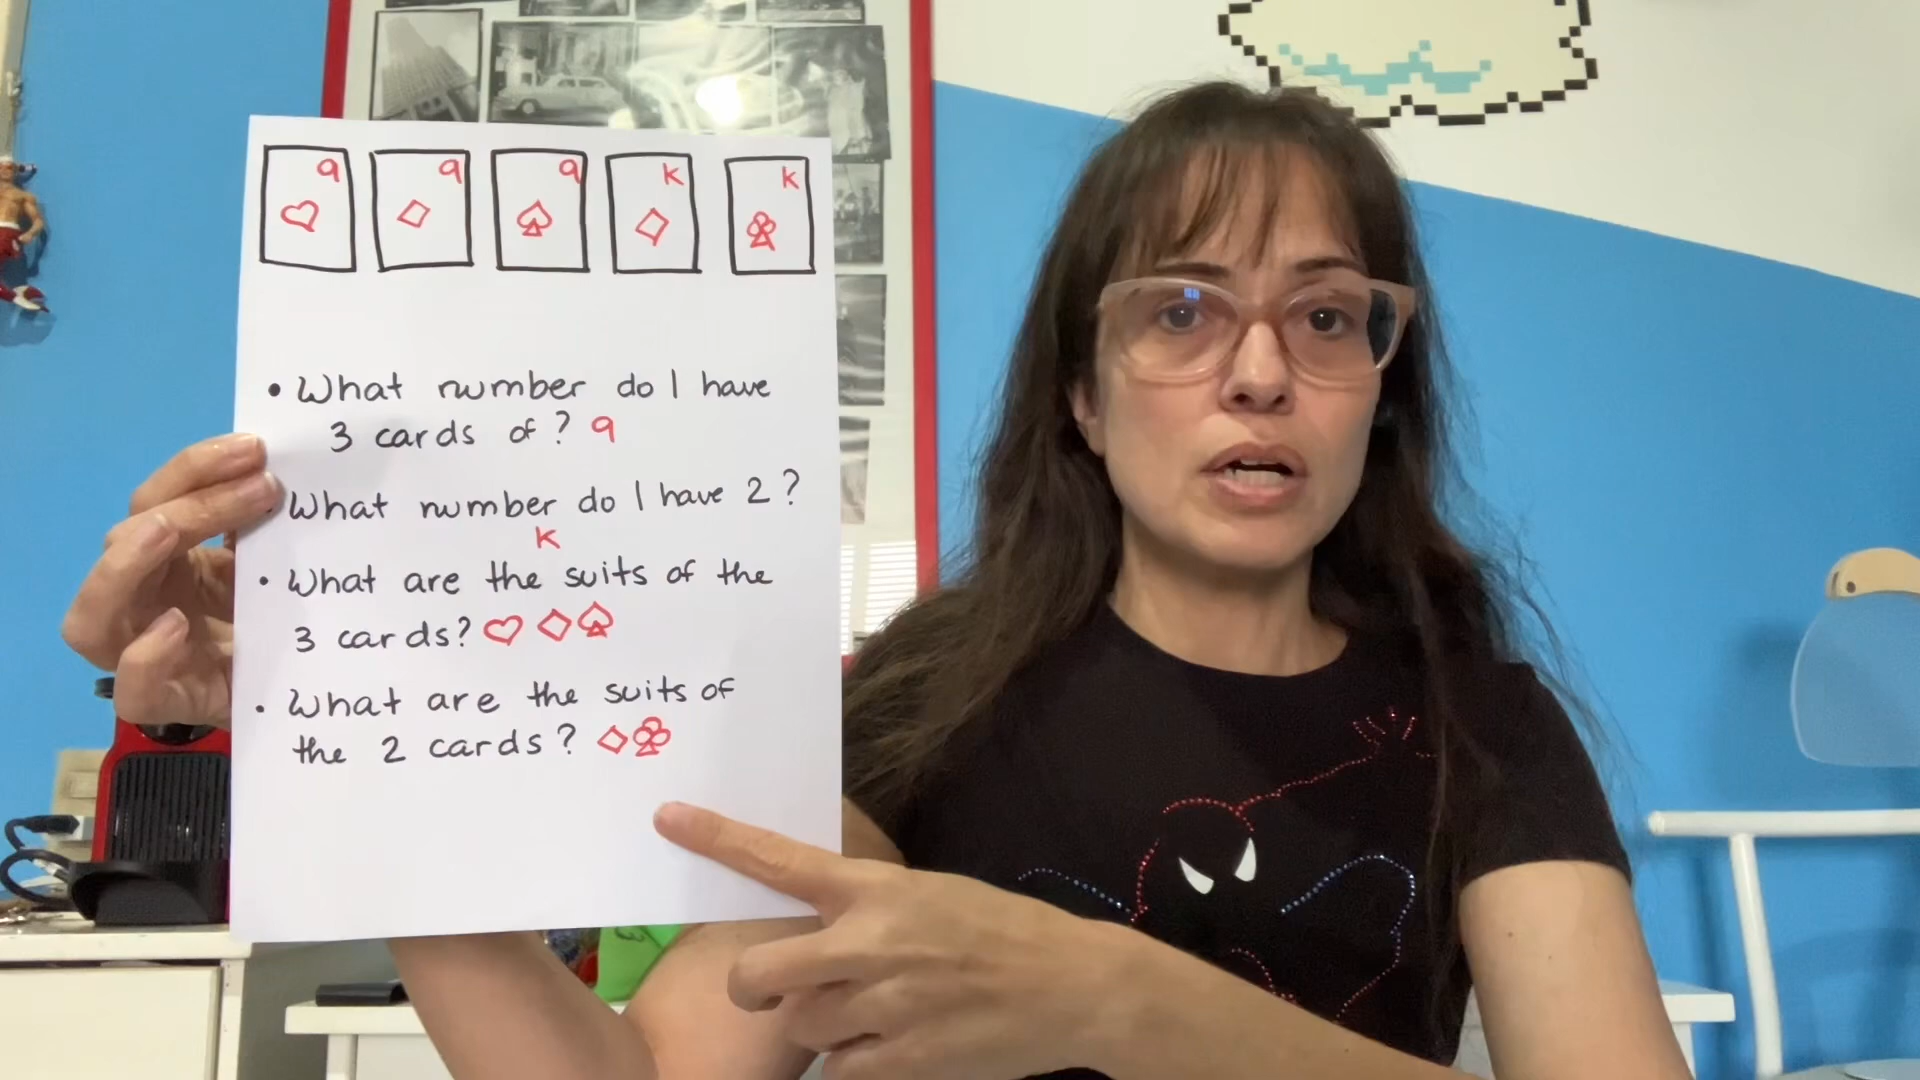 9 9 9 K K
• What number do I have
3 cards of? 9
What number do I have 2?
K
• What are the suits of the
3 cards? ♡ ◇ ♤
• What are the suits of
the 2 cards? ◇ ♧